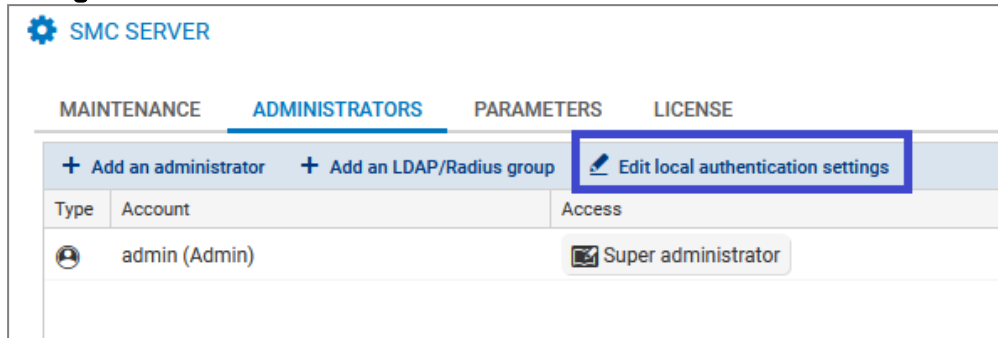 SMC SERVER
MAINTENANCE ADMINISTRATORS PARAMETERS LICENSE
+ Add an administrator + Add an LDAP/Radius group Edit local authentication settings
Type Account Access
admin (Admin) Super administrator